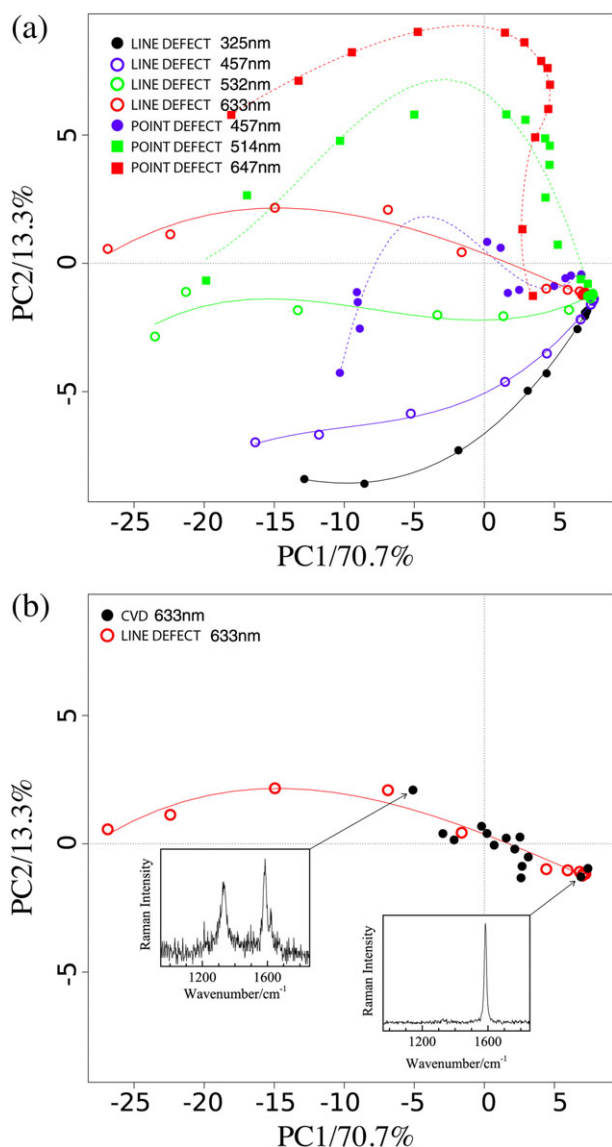 (a)
LINE DEFECT 325nm
LINE DEFECT 457nm
LINE DEFECT 532nm
LINE DEFECT 633nm
POINT DEFECT 457nm
POINT DEFECT 514nm
POINT DEFECT 647nm
PC2/13.3%
5
0
-5
-25 -20 -15 -10 -5 0 5
PC1/70.7%
(b)
CVD 633nm
LINE DEFECT 633nm
PC2/13.3%
5
0
-5
Raman Intensity
1200 1600
Wavenumber/cm-1
Raman Intensity
1200 1600
Wavenumber/cm-1
-25 -20 -15 -10 -5 0 5
PC1/70.7%